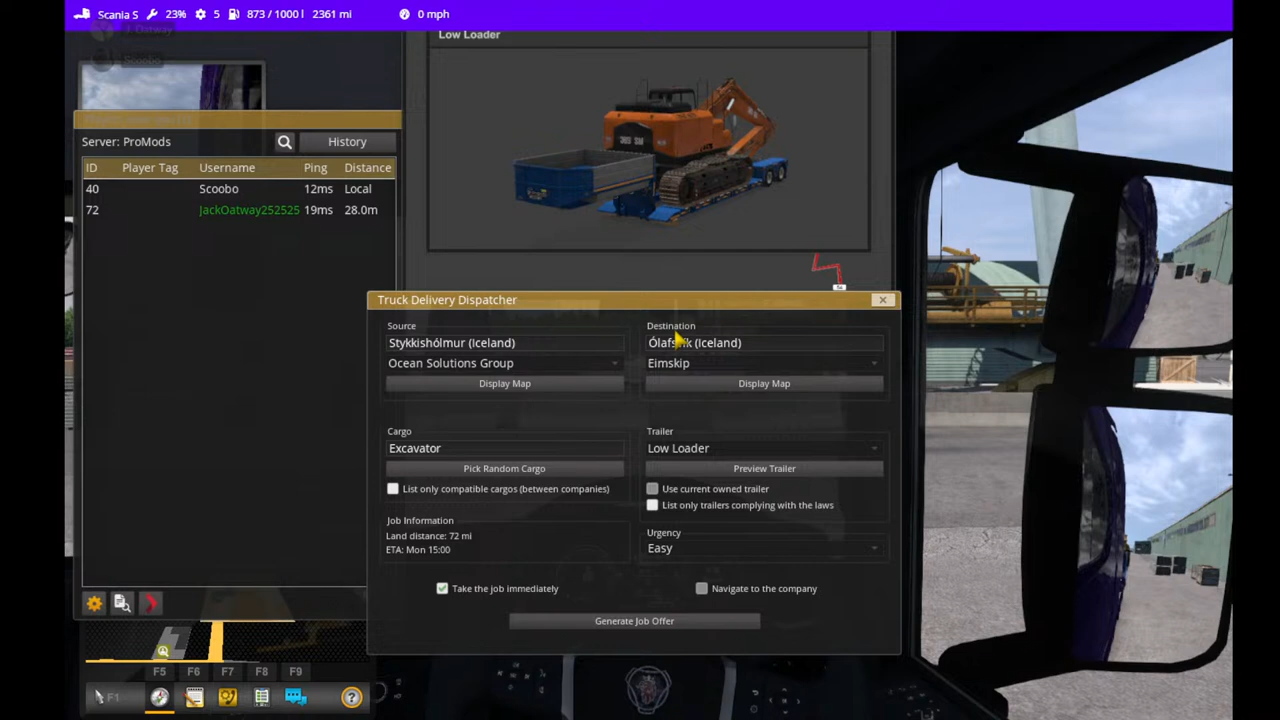 Scania S 23% 5 873 / 1000 l 2361 mi 0 mph
Low Loader
Server: ProMods History
ID Player Tag Username Ping Distance
40 Scoobo 12ms Local
72 JackOatway252525 19ms 28.0m
Truck Delivery Dispatcher
Source
Stykkishólmur (Iceland)
Ocean Solutions Group
Display Map
Destination
(Iceland)
Eimskip
Display Map
Cargo
Excavator
Pick Random Cargo
List only compatible cargos (between companies)
Trailer
Low Loader
Preview Trailer
Use current owned trailer
List only trailers complying with the laws
Job Information
Land distance: 72 mi
ETA: Mon 15:00
Urgency
Easy
Take the job immediately
Navigate to the company
Generate Job Offer
F5 F6 F7 F8 F9
F1